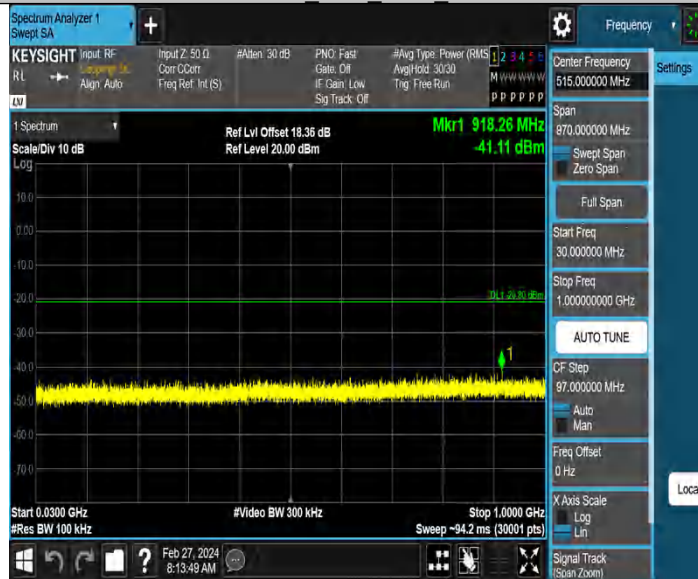 Spectrum Analyzer 1
Swept SA
+
Frequency
KEYSIGHT
Input: RF
Input Z: 50 Ω
#Atten: 30 dB
PNO: Fast
#Avg Type: Power (RMS
1 2 3 4 5 6
RL
Coupling: DC
Corr CCorr
Gate: Off
Avg|Hold: 30/30
M W W W W W
Align: Auto
Freq Ref: Int (S)
IF Gain: Low
Trig: Free Run
Sig Track: Off
P P P P P P
LXI
1 Spectrum
Scale/Div 10 dB
Log
Ref Lvl Offset 18.36 dB
Ref Level 20.00 dBm
Mkr1 918.26 MHz
-41.11 dBm
10.0
0.00
-10.0
-20.0
-30.0
-40.0
-50.0
-60.0
-70.0
1
Start 0.0300 GHz
#Res BW 100 kHz
#Video BW 300 kHz
Stop 1.0000 GHz
Sweep ~94.2 ms (30001 pts)
?
Feb 27, 2024
8:13:49 AM
Center Frequency
515.000000 MHz
Settings
Span
970.000000 MHz
Swept Span
Zero Span
Full Span
Start Freq
30.000000 MHz
Stop Freq
1.000000000 GHz
AUTO TUNE
CF Step
97.000000 MHz
Auto
Man
Freq Offset
0 Hz
X Axis Scale
Log
Lin
Signal Track
(Span Zoom)
Loca